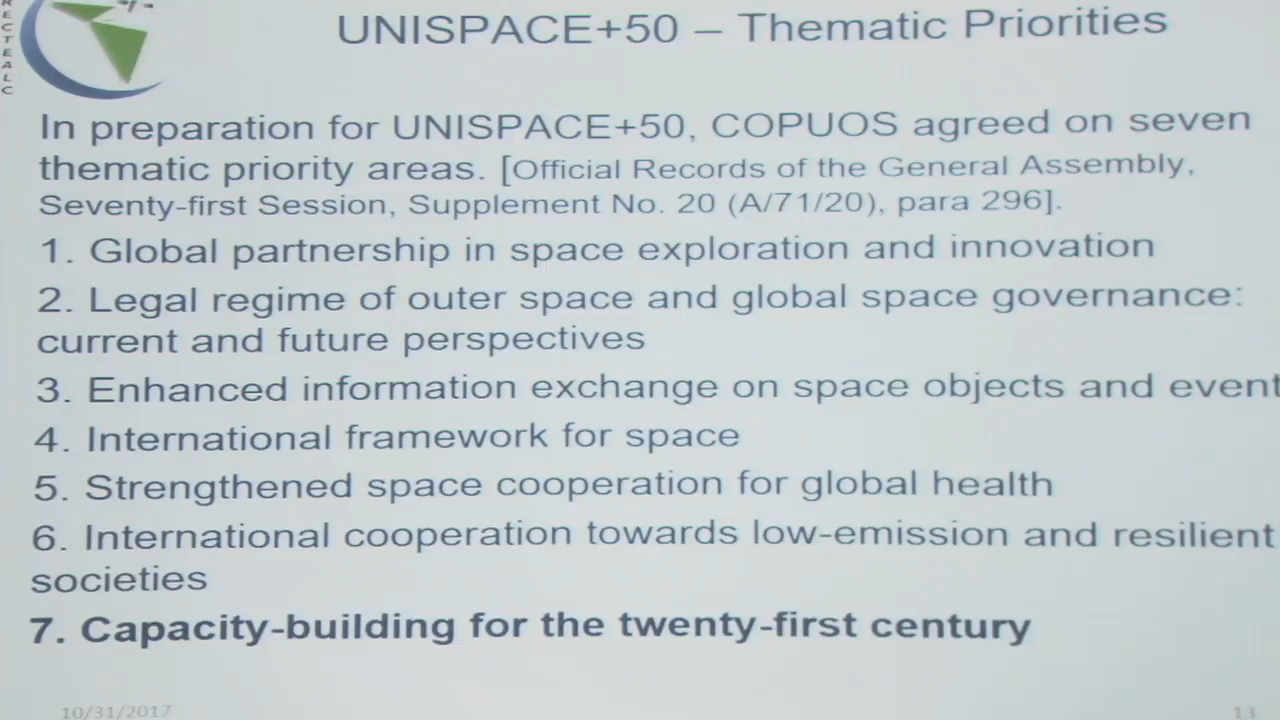 RECTEALC
UNISPACE+50 – Thematic Priorities
In preparation for UNISPACE+50, COPUOS agreed on seven
thematic priority areas. [Official Records of the General Assembly,
Seventy-first Session, Supplement No. 20 (A/71/20), para 296].
1. Global partnership in space exploration and innovation
2. Legal regime of outer space and global space governance:
current and future perspectives
3. Enhanced information exchange on space objects and event
4. International framework for space
5. Strengthened space cooperation for global health
6. International cooperation towards low-emission and resilient
societies
7. Capacity-building for the twenty-first century
10/31/2017
13